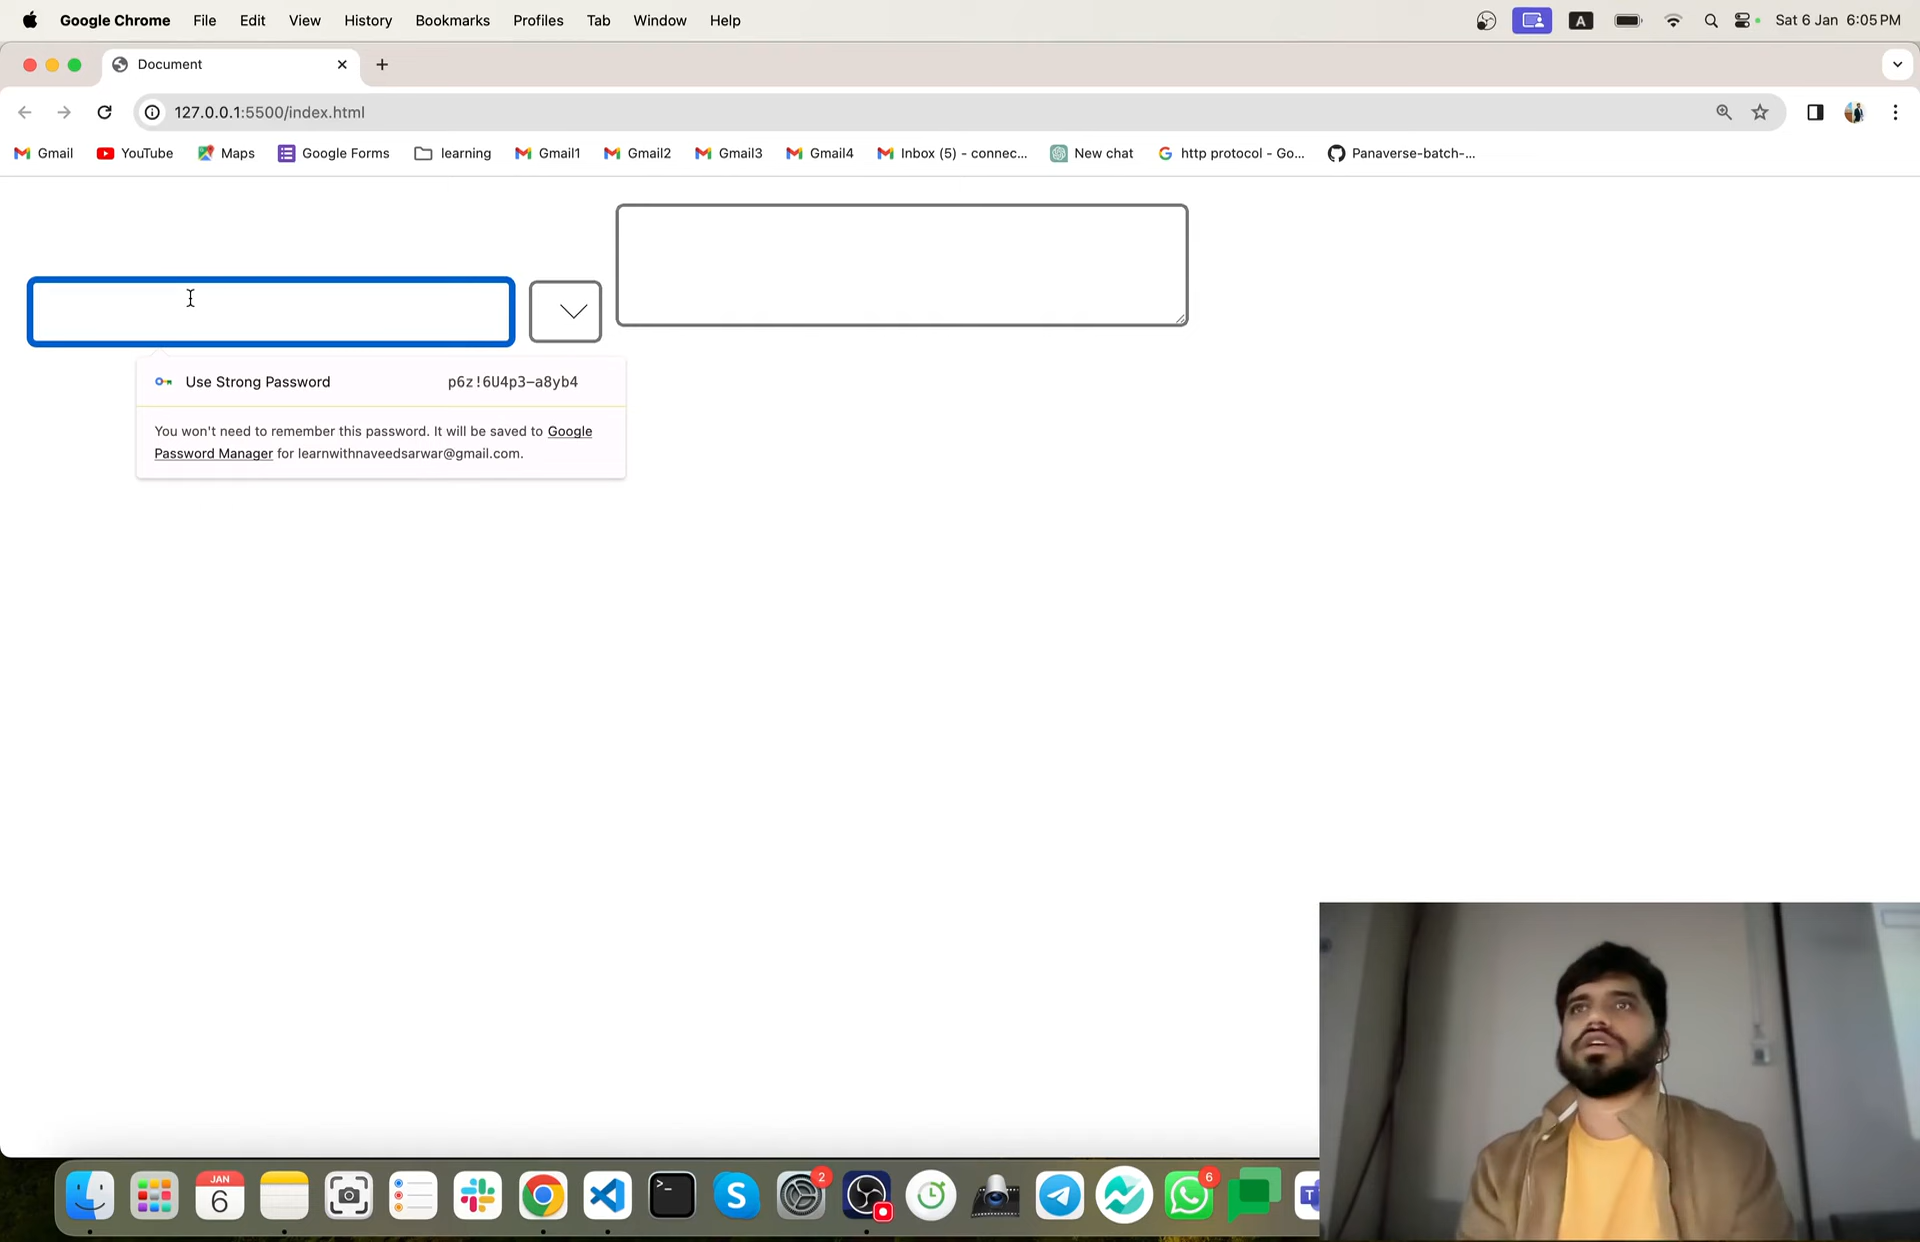 Google Chrome File Edit View History Bookmarks Profiles Tab Window Help A Sat 6 Jan 6:05 PM
Document
127.0.0.1:5500/index.html
Gmail YouTube Maps Google Forms learning Gmail1 Gmail2 Gmail3 Gmail4 Inbox (5) - connec... New chat http protocol - Go... Panaverse-batch-...
Use Strong Password p6z!6U4p3-a8yb4
You won't need to remember this password. It will be saved to Google
Password Manager for learnwithnaveedsarwar@gmail.com.
JAN
6
>_
S
2
6
T